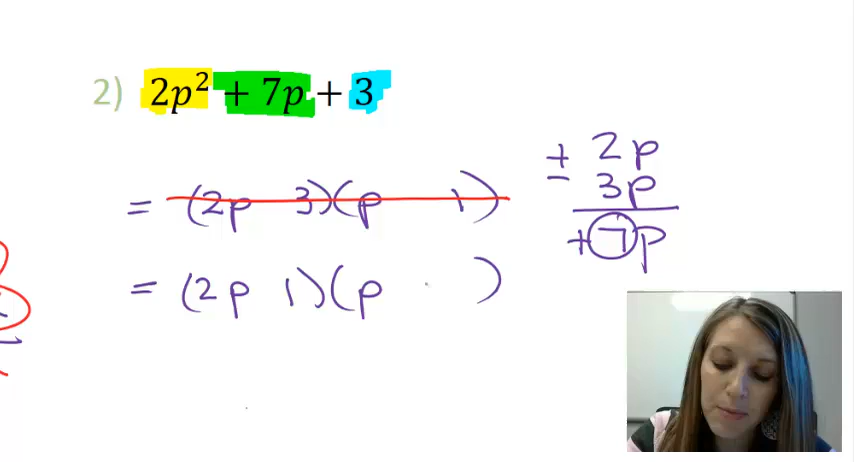 2) 2p² + 7p + 3
± 2p
3p
= (2p 3)(p 1)
+7p
= (2p 1)(p )